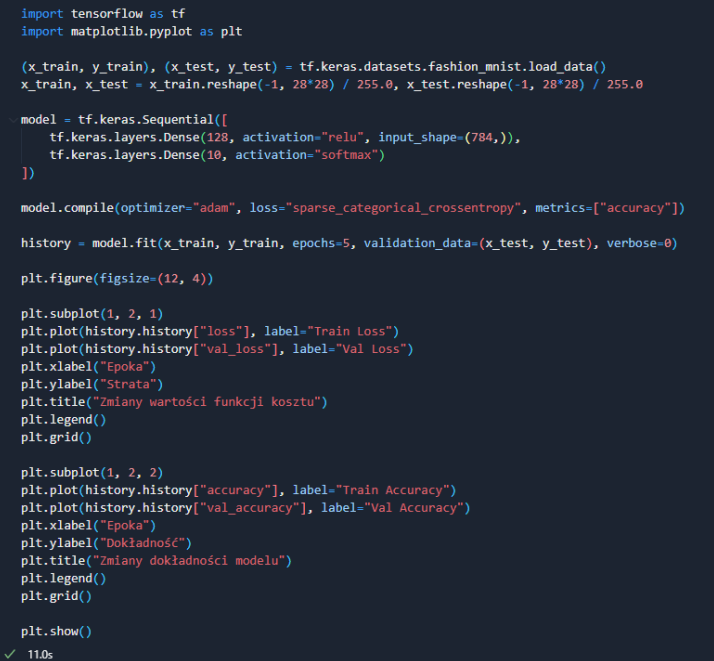 import tensorflow as tf
import matplotlib.pyplot as plt
(x_train, y_train), (x_test, y_test) = tf.keras.datasets.fashion_mnist.load_data()
x_train, x_test = x_train.reshape(-1, 28*28) / 255.0, x_test.reshape(-1, 28*28) / 255.0
model = tf.keras.Sequential([
    tf.keras.layers.Dense(128, activation="relu", input_shape=(784,)),
    tf.keras.layers.Dense(10, activation="softmax")
])
model.compile(optimizer="adam", loss="sparse_categorical_crossentropy", metrics=["accuracy"])
history = model.fit(x_train, y_train, epochs=5, validation_data=(x_test, y_test), verbose=0)
plt.figure(figsize=(12, 4))
plt.subplot(1, 2, 1)
plt.plot(history.history["loss"], label="Train Loss")
plt.plot(history.history["val_loss"], label="Val Loss")
plt.xlabel("Epoka")
plt.ylabel("Strata")
plt.title("Zmiany wartości funkcji kosztu")
plt.legend()
plt.grid()
plt.subplot(1, 2, 2)
plt.plot(history.history["accuracy"], label="Train Accuracy")
plt.plot(history.history["val_accuracy"], label="Val Accuracy")
plt.xlabel("Epoka")
plt.ylabel("Dokładność")
plt.title("Zmiany dokładności modelu")
plt.legend()
plt.grid()
plt.show()
11.0s